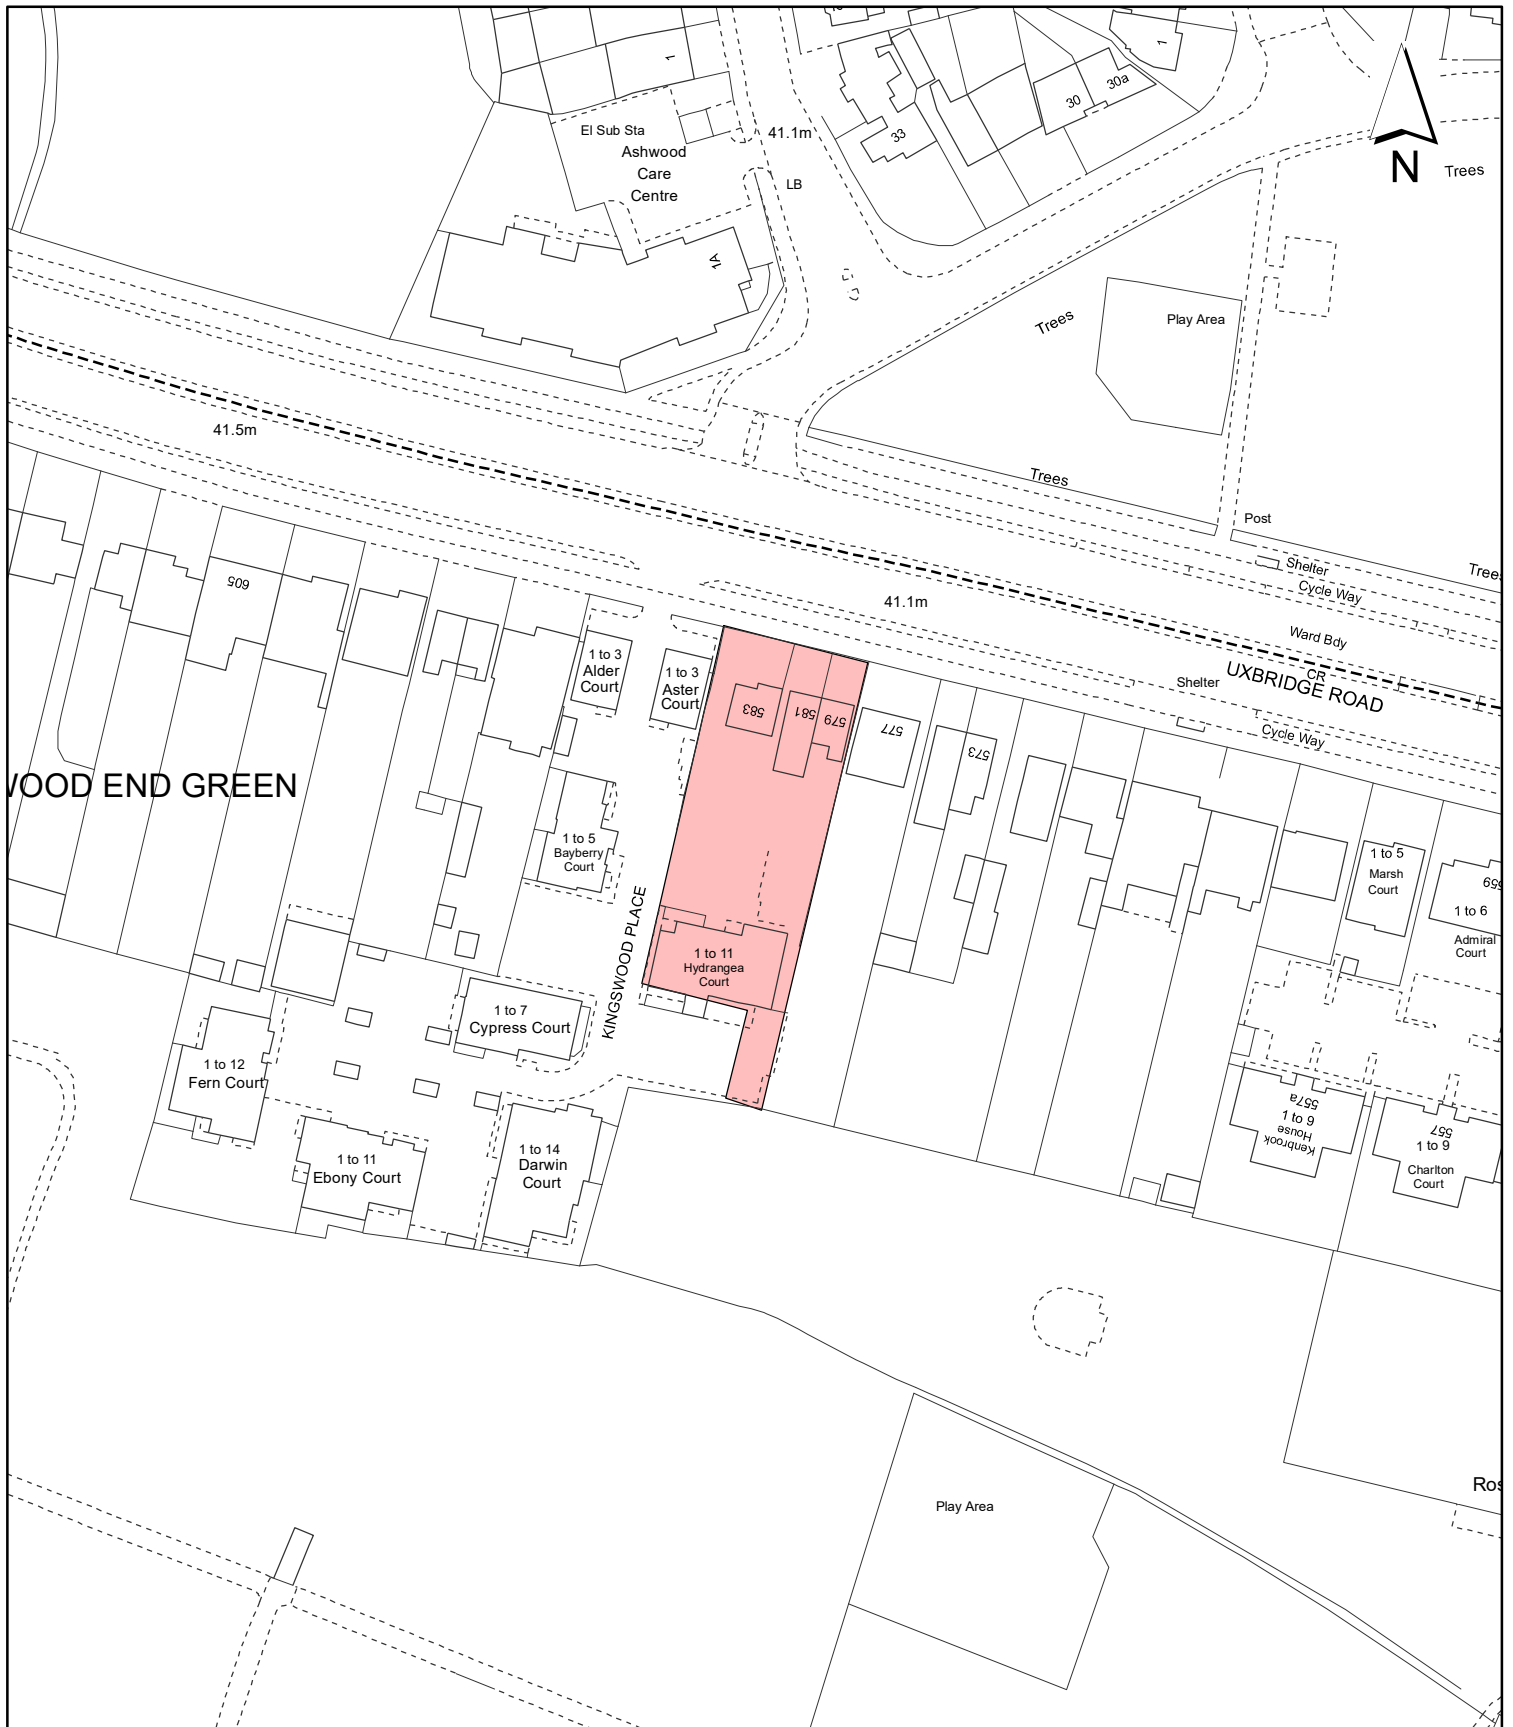 1
1
30a
30
33
El Sub Sta
Ashwood
Care
Centre
41.1m
LB
N
Trees
1A
Play Area
Trees
41.5m
Trees
Post
Shelter
Cycle Way
Trees
605
41.1m
Ward Bdy
CR
UXBRIDGE ROAD
Shelter
Cycle Way
1 to 3
Alder
Court
1 to 3
Aster
Court
583
581
579
577
573
WOOD END GREEN
1 to 5
Bayberry
Court
1 to 5
Marsh
Court
659
1 to 6
Admiral
Court
KINGSWOOD PLACE
1 to 11
Hydrangea
Court
1 to 7
Cypress Court
1 to 12
Fern Court
557a
1 to 6
Kenbrook
House
557
1 to 6
Charlton
Court
1 to 11
Ebony Court
1 to 14
Darwin
Court
Ros
Play Area